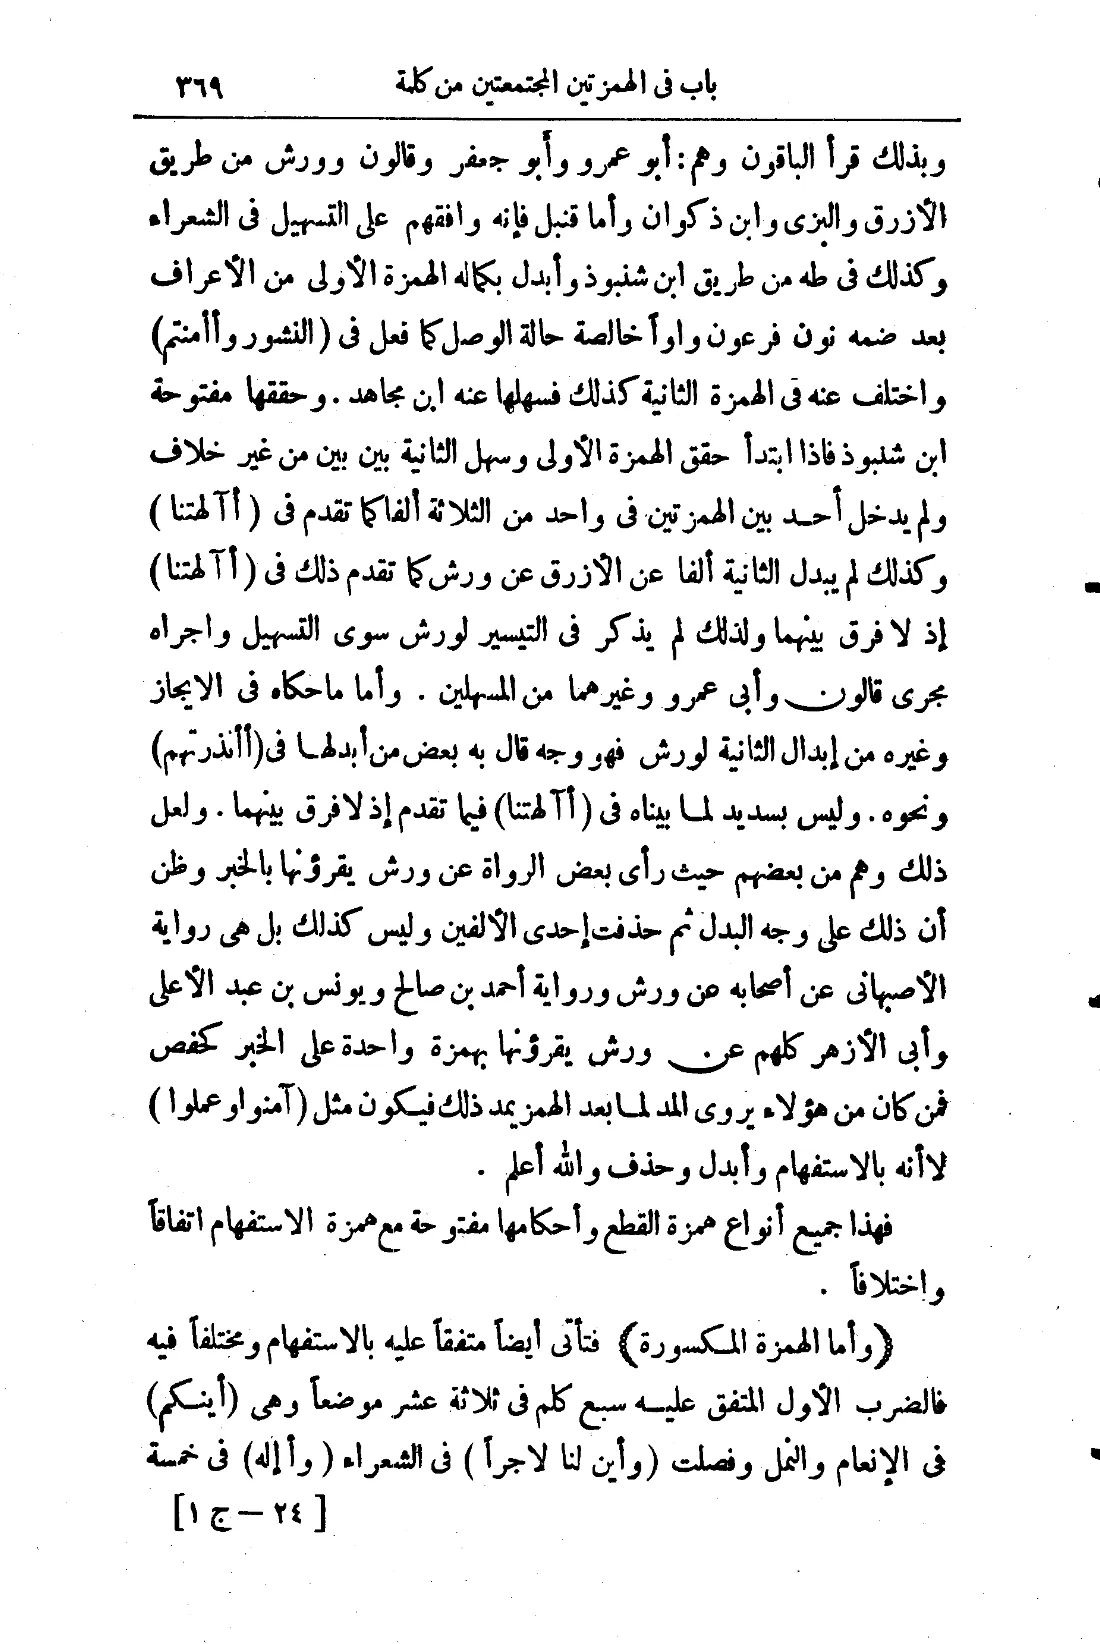 باب فى الهمزتين المجتمعتين من كلمة ٣٦٩
وبذلك قرأ الباقون وهم: أبو عمرو وأبو جعفر وقالون وورش من طريق
الأزرق والبزى وابن ذكوان وأما قنبل فإنه وافقهم على التسهيل فى الشعراء
وكذلك فى طه من طريق ابن شنبوذ وأبدل بكماله الهمزة الأولى من الأعراف
بعد ضمه نون فرعون واواً خالصة حالة الوصل كما فعل فى (النشور وأأمنتم)
واختلف عنه فى الهمزة الثانية كذلك فسهلها عنه ابن مجاهد . وحققها مفتوحة
ابن شنبوذ فاذا ابتدأ حقق الهمزة الأولى وسهل الثانية بين بين من غير خلاف
ولم يدخل أحد بين الهمزتين فى واحد من الثلاثة ألفا كما تقدم فى (أآلهتنا)
وكذلك لم يبدل الثانية ألفا عن الأزرق عن ورش كما تقدم ذلك فى (أآلهتنا)
إذ لا فرق بينهما ولذلك لم يذكر فى التيسير لورش سوى التسهيل واجراه
مجرى قالون وأبى عمرو وغيرهما من المسهلين . وأما ماحكاه فى الايجاز
وغيره من إبدال الثانية لورش فهو وجه قال به بعض من أبدلها فى (أأنذرتهم)
ونحوه . وليس بسديد لما بيناه فى (أآلهتنا) فيما تقدم إذ لا فرق بينهما . ولعل
ذلك وهم من بعضهم حيث رأى بعض الرواة عن ورش يقرؤنها بالخبر وظن
أن ذلك على وجه البدل ثم حذفت إحدى الألفين وليس كذلك بل هى رواية
الأصبهانى عن أصحابه عن ورش ورواية أحمد بن صالح ويونس بن عبد الأعلى
وأبى الأزهر كلهم عن ورش يقرؤنها بهمزة واحدة على الخبر كحفص
فمن كان من هؤلاء يروى المد لما بعد الهمز يمد ذلك فيكون مثل (آمنوا وعملوا)
لا أنه بالاستفهام وأبدل وحذف والله أعلم .
فهذا جميع أنواع همزة القطع وأحكامها مفتوحة مع همزة الاستفهام اتفاقاً
واختلافاً .
﴿وأما الهمزة المكسورة﴾ فتأتى أيضاً متفقاً عليه بالاستفهام ومختلفاً فيه
فالضرب الأول المتفق عليه سبع كلم فى ثلاثة عشر موضعاً وهى (أينكم)
فى الإنعام والنمل وفصلت (وأين لنا لاجراً) فى الشعراء (وأإله) فى خمسة
[٢٤ – ج ١]